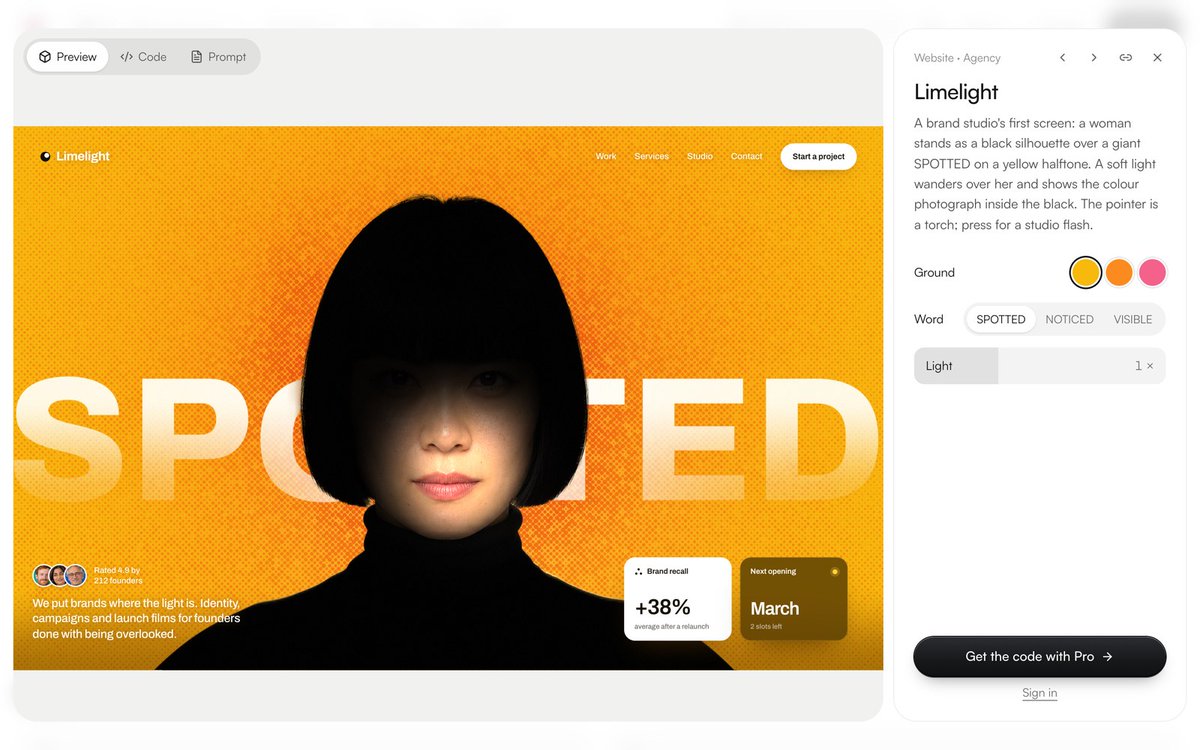 Preview
Code
Prompt
Limelight
Work
Services
Studio
Contact
Start a project
SPOTTED
Rated 4.9 by
212 founders
We put brands where the light is. Identity,
campaigns and launch films for founders
done with being overlooked.
Brand recall
+38%
average after a relaunch
Next opening
March
2 slots left
Website • Agency
Limelight
A brand studio's first screen: a woman
stands as a black silhouette over a giant
SPOTTED on a yellow halftone. A soft light
wanders over her and shows the colour
photograph inside the black. The pointer is
a torch; press for a studio flash.
Ground
Word
SPOTTED
NOTICED
VISIBLE
Light
1 ×
Get the code with Pro →
Sign in